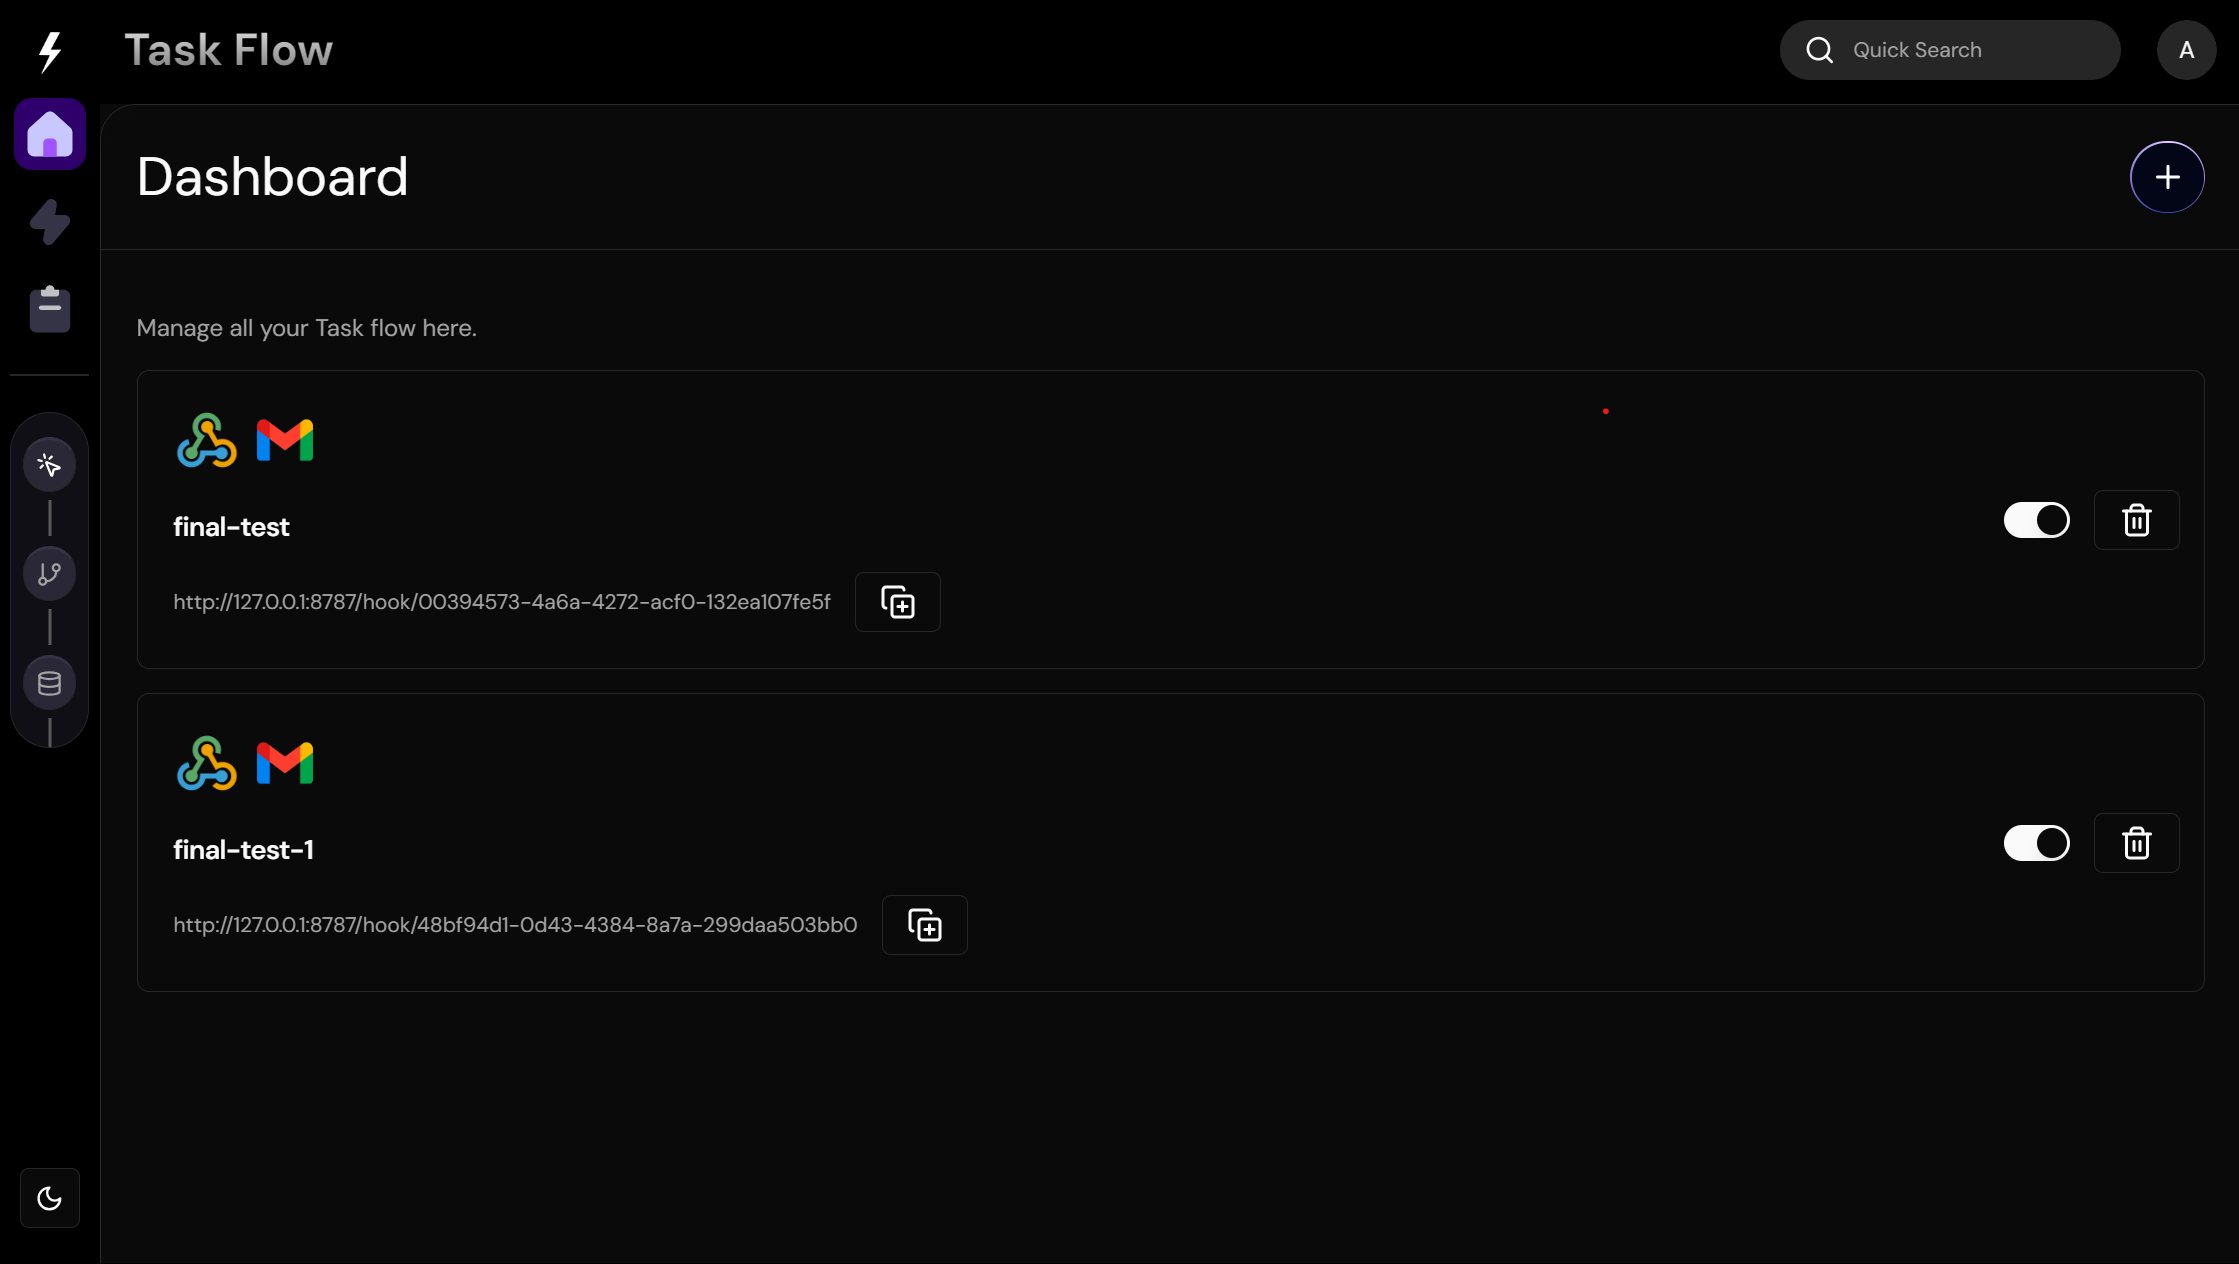 Task Flow
Quick Search
A
Dashboard
Manage all your Task flow here.
final-test
http://127.0.0.1:8787/hook/00394573-4a6a-4272-acf0-132ea107fe5f
final-test-1
http://127.0.0.1:8787/hook/48bf94d1-0d43-4384-8a7a-299daa503bb0